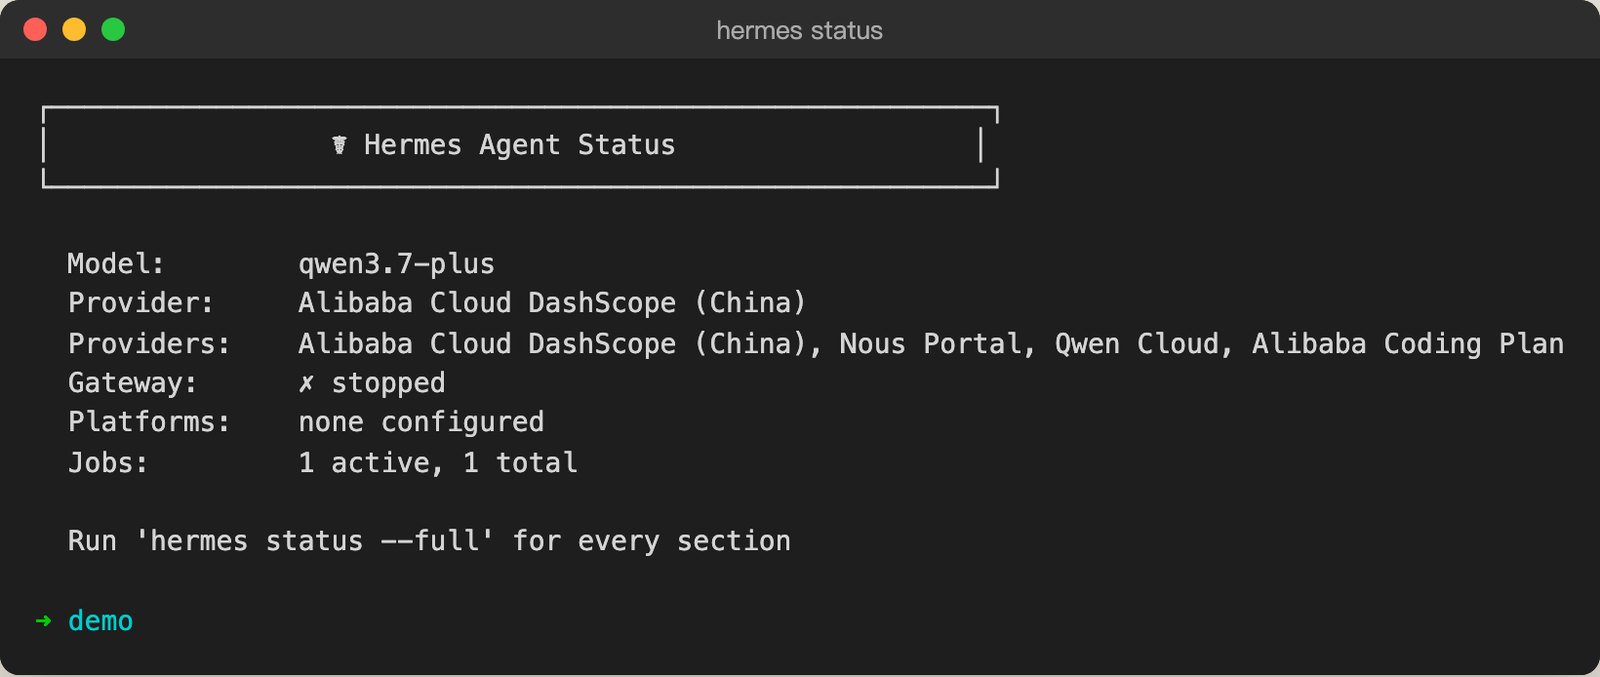 hermes status
☤ Hermes Agent Status
Model: qwen3.7-plus
Provider: Alibaba Cloud DashScope (China)
Providers: Alibaba Cloud DashScope (China), Nous Portal, Qwen Cloud, Alibaba Coding Plan
Gateway: ✗ stopped
Platforms: none configured
Jobs: 1 active, 1 total
Run 'hermes status --full' for every section
➜ demo